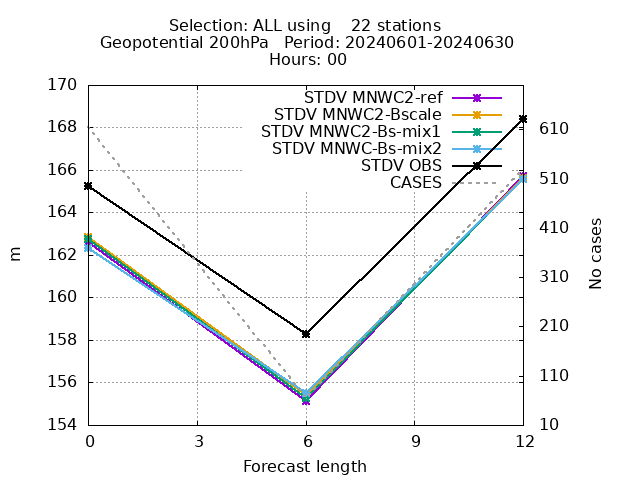 Selection: ALL using    22 stations
Geopotential 200hPa   Period: 20240601-20240630
Hours: 00
STDV MNWC2-ref
STDV MNWC2-Bscale
STDV MNWC2-Bs-mix1
STDV MNWC-Bs-mix2
STDV OBS
CASES
170
168
166
164
162
160
158
156
154
m
610
510
410
310
210
110
10
No cases
0
3
6
9
12
Forecast length